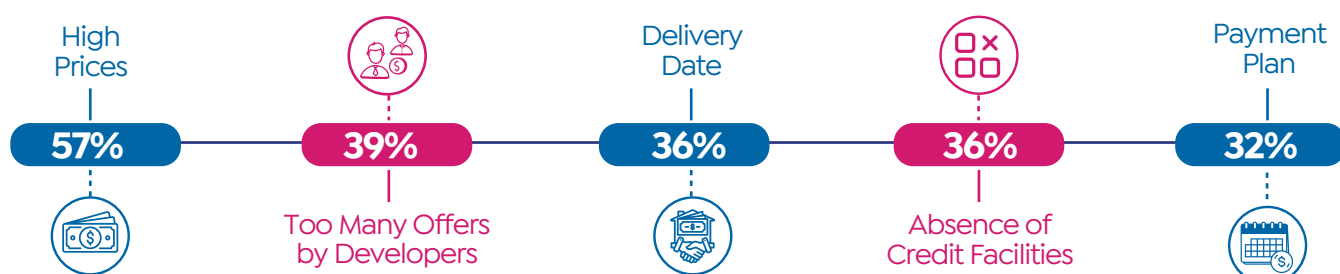 High
Prices
57%
39%
Too Many Offers
by Developers
Delivery
Date
36%
36%
Absence of
Credit Facilities
Payment
Plan
32%